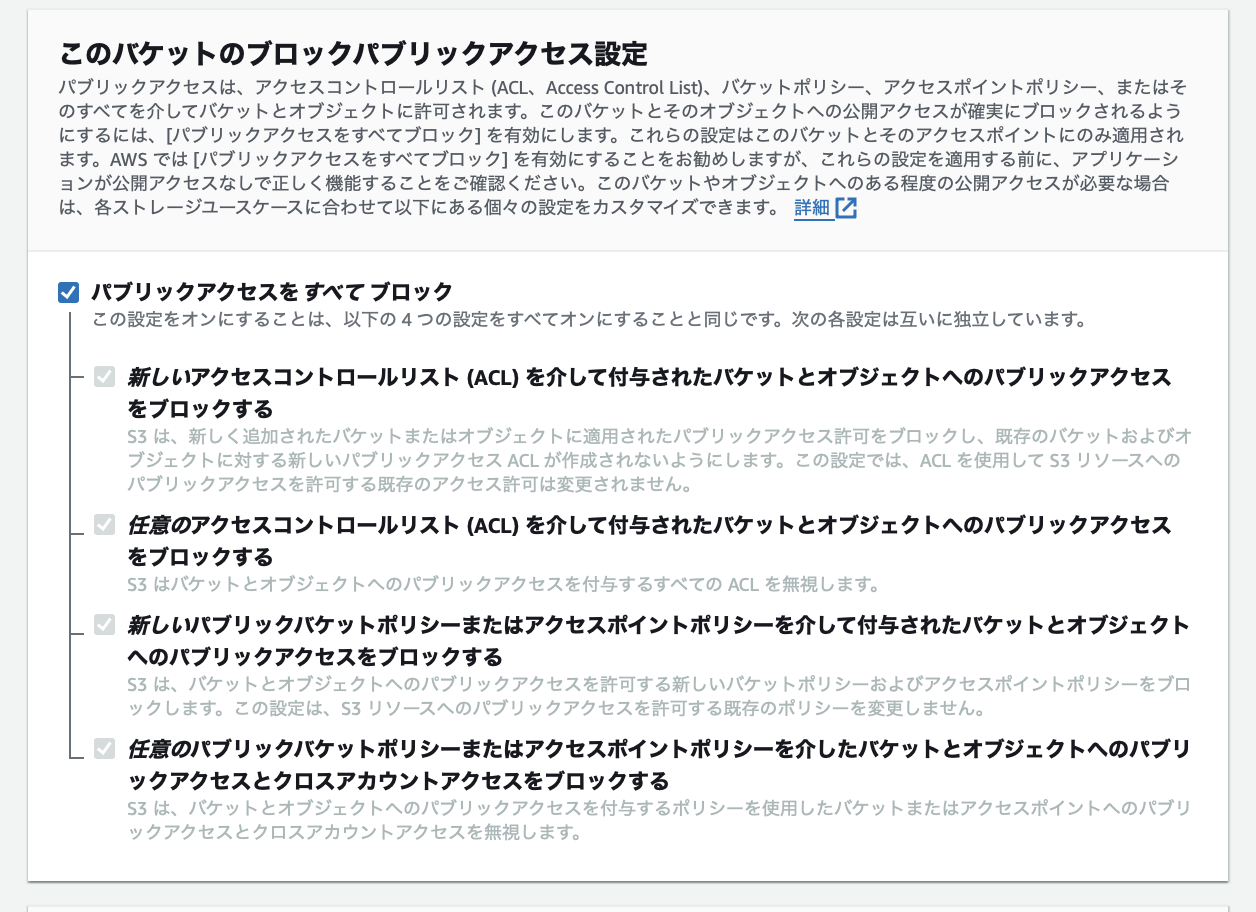 このバケットのブロックパブリックアクセス設定
パブリックアクセスは、アクセスコントロールリスト (ACL、Access Control List)、バケットポリシー、アクセスポイントポリシー、またはそ
のすべてを介してバケットとオブジェクトに許可されます。このバケットとそのオブジェクトへの公開アクセスが確実にブロックされるよう
にするには、[パブリックアクセスをすべてブロック] を有効にします。これらの設定はこのバケットとそのアクセスポイントにのみ適用され
ます。AWS では [パブリックアクセスをすべてブロック] を有効にすることをお勧めしますが、これらの設定を適用する前に、アプリケーシ
ョンが公開アクセスなしで正しく機能することをご確認ください。このバケットやオブジェクトへのある程度の公開アクセスが必要な場合
は、各ストレージユースケースに合わせて以下にある個々の設定をカスタマイズできます。 詳細
パブリックアクセスを すべて ブロック
この設定をオンにすることは、以下の 4 つの設定をすべてオンにすることと同じです。次の各設定は互いに独立しています。
新しいアクセスコントロールリスト (ACL) を介して付与されたバケットとオブジェクトへのパブリックアクセス
をブロックする
S3 は、新しく追加されたバケットまたはオブジェクトに適用されたパブリックアクセス許可をブロックし、既存のバケットおよびオ
ブジェクトに対する新しいパブリックアクセス ACL が作成されないようにします。この設定では、ACL を使用して S3 リソースへの
パブリックアクセスを許可する既存のアクセス許可は変更されません。
任意のアクセスコントロールリスト (ACL) を介して付与されたバケットとオブジェクトへのパブリックアクセス
をブロックする
S3 はバケットとオブジェクトへのパブリックアクセスを付与するすべての ACL を無視します。
新しいパブリックバケットポリシーまたはアクセスポイントポリシーを介して付与されたバケットとオブジェクト
へのパブリックアクセスをブロックする
S3 は、バケットとオブジェクトへのパブリックアクセスを許可する新しいバケットポリシーおよびアクセスポイントポリシーをブロ
ックします。この設定は、S3 リソースへのパブリックアクセスを許可する既存のポリシーを変更しません。
任意のパブリックバケットポリシーまたはアクセスポイントポリシーを介したバケットとオブジェクトへのパブリ
ックアクセスとクロスアカウントアクセスをブロックする
S3 は、バケットとオブジェクトへのパブリックアクセスを付与するポリシーを使用したバケットまたはアクセスポイントへのパブリ
ックアクセスとクロスアカウントアクセスを無視します。